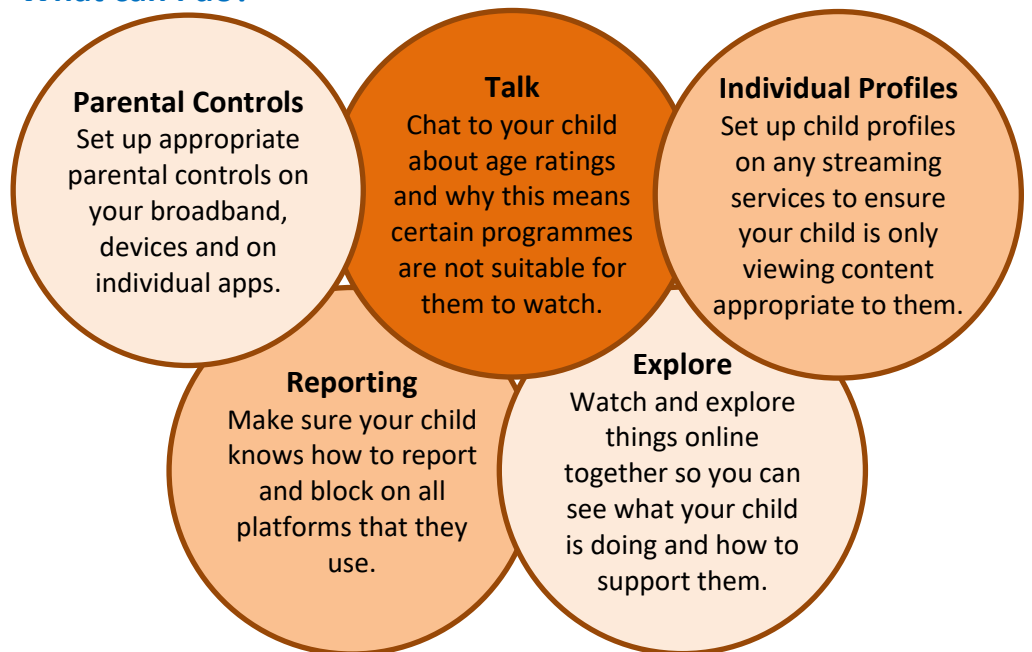 What can I do?
Parental Controls
Set up appropriate
parental controls on
your broadband,
devices and on
individual apps.
Talk
Chat to your child
about age ratings
and why this means
certain programmes
are not suitable for
them to watch.
Individual Profiles
Set up child profiles
on any streaming
services to ensure
your child is only
viewing content
appropriate to them.
Reporting
Make sure your child
knows how to report
and block on all
platforms that they
use.
Explore
Watch and explore
things online
together so you can
see what your child
is doing and how to
support them.